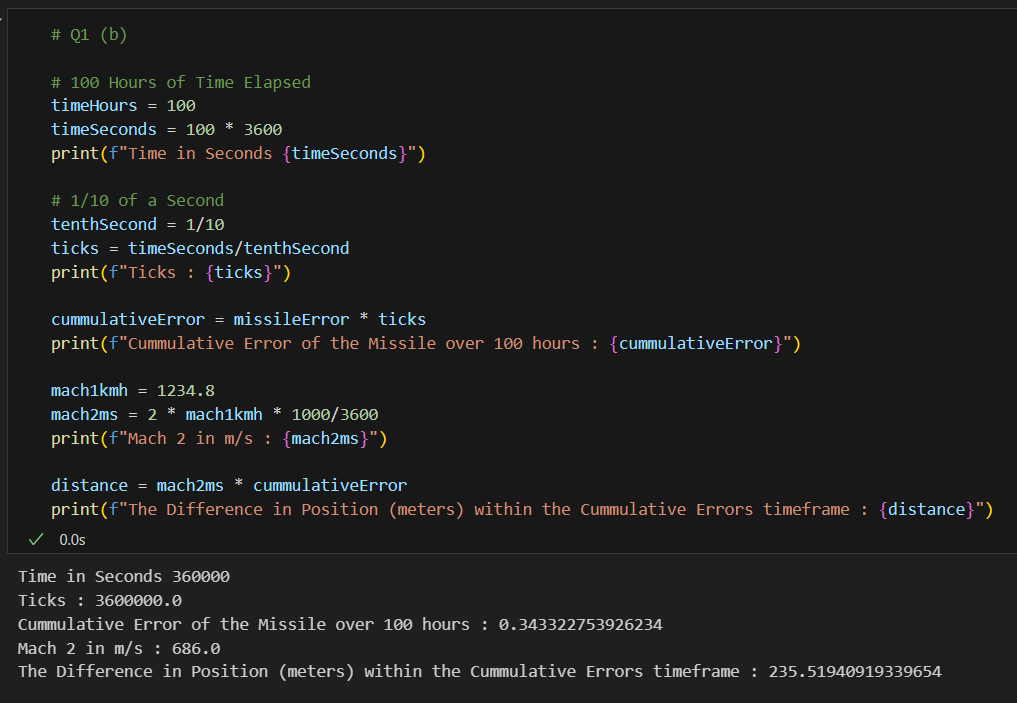 # Q1 (b)
# 100 Hours of Time Elapsed
timeHours = 100
timeSeconds = 100 * 3600
print(f"Time in Seconds {timeSeconds}")
# 1/10 of a Second
tenthSecond = 1/10
ticks = timeSeconds/tenthSecond
print(f"Ticks : {ticks}")
cummulativeError = missileError * ticks
print(f"Cummulative Error of the Missile over 100 hours : {cummulativeError}")
mach1kmh = 1234.8
mach2ms = 2 * mach1kmh * 1000/3600
print(f"Mach 2 in m/s : {mach2ms}")
distance = mach2ms * cummulativeError
print(f"The Difference in Position (meters) within the Cummulative Errors timeframe : {distance}")
0.0s
Time in Seconds 360000
Ticks : 3600000.0
Cummulative Error of the Missile over 100 hours : 0.343322753926234
Mach 2 in m/s : 686.0
The Difference in Position (meters) within the Cummulative Errors timeframe : 235.51940919339654